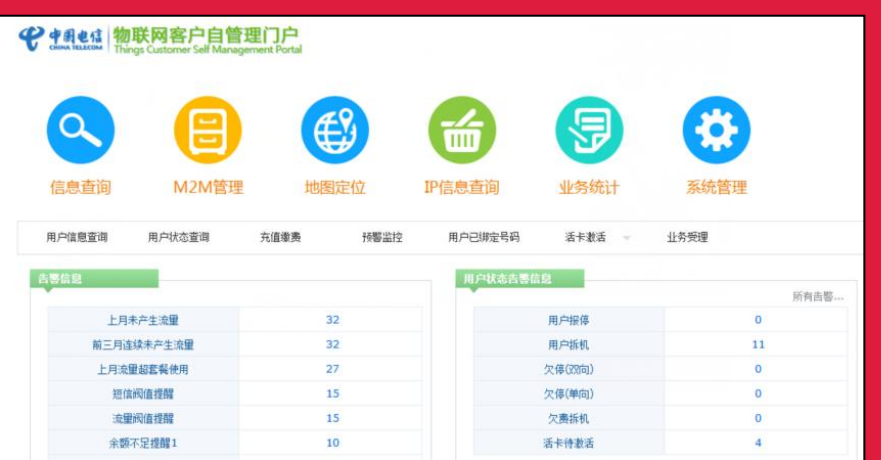 中国电信
CHINA TELECOM
物联网客户自管理门户
Things Customer Self Management Portal
信息查询 M2M管理 地图定位 IP信息查询 业务统计 系统管理
用户信息查询 用户状态查询 充值缴费 预警监控 用户已绑定号码 活卡激活 业务受理
告警信息
上月未产生流量 32
前三月连续未产生流量 32
上月流量超套餐使用 27
短信阀值提醒 15
流量阀值提醒 15
余额不足提醒1 10
用户状态告警信息
所有告警...
用户报停 0
用户拆机 11
欠停(双向) 0
欠停(单向) 0
欠费拆机 0
活卡待激活 4